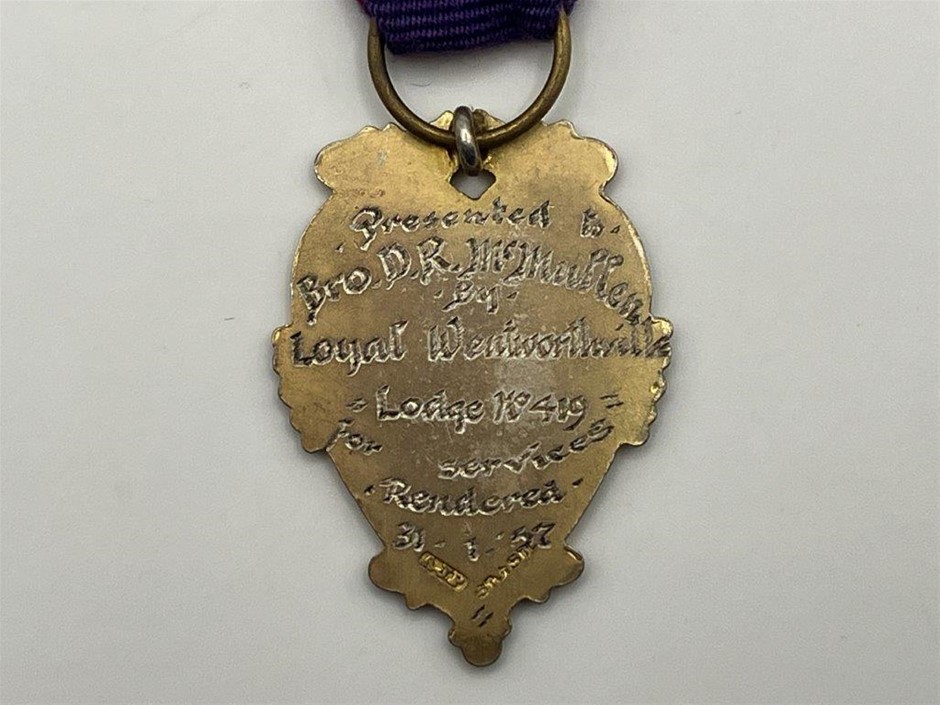 Presented to
Bro. D. R. McMullen
By
Loyal Wentworthville
Lodge No 419
for services
Rendered
31 - 1 - 57